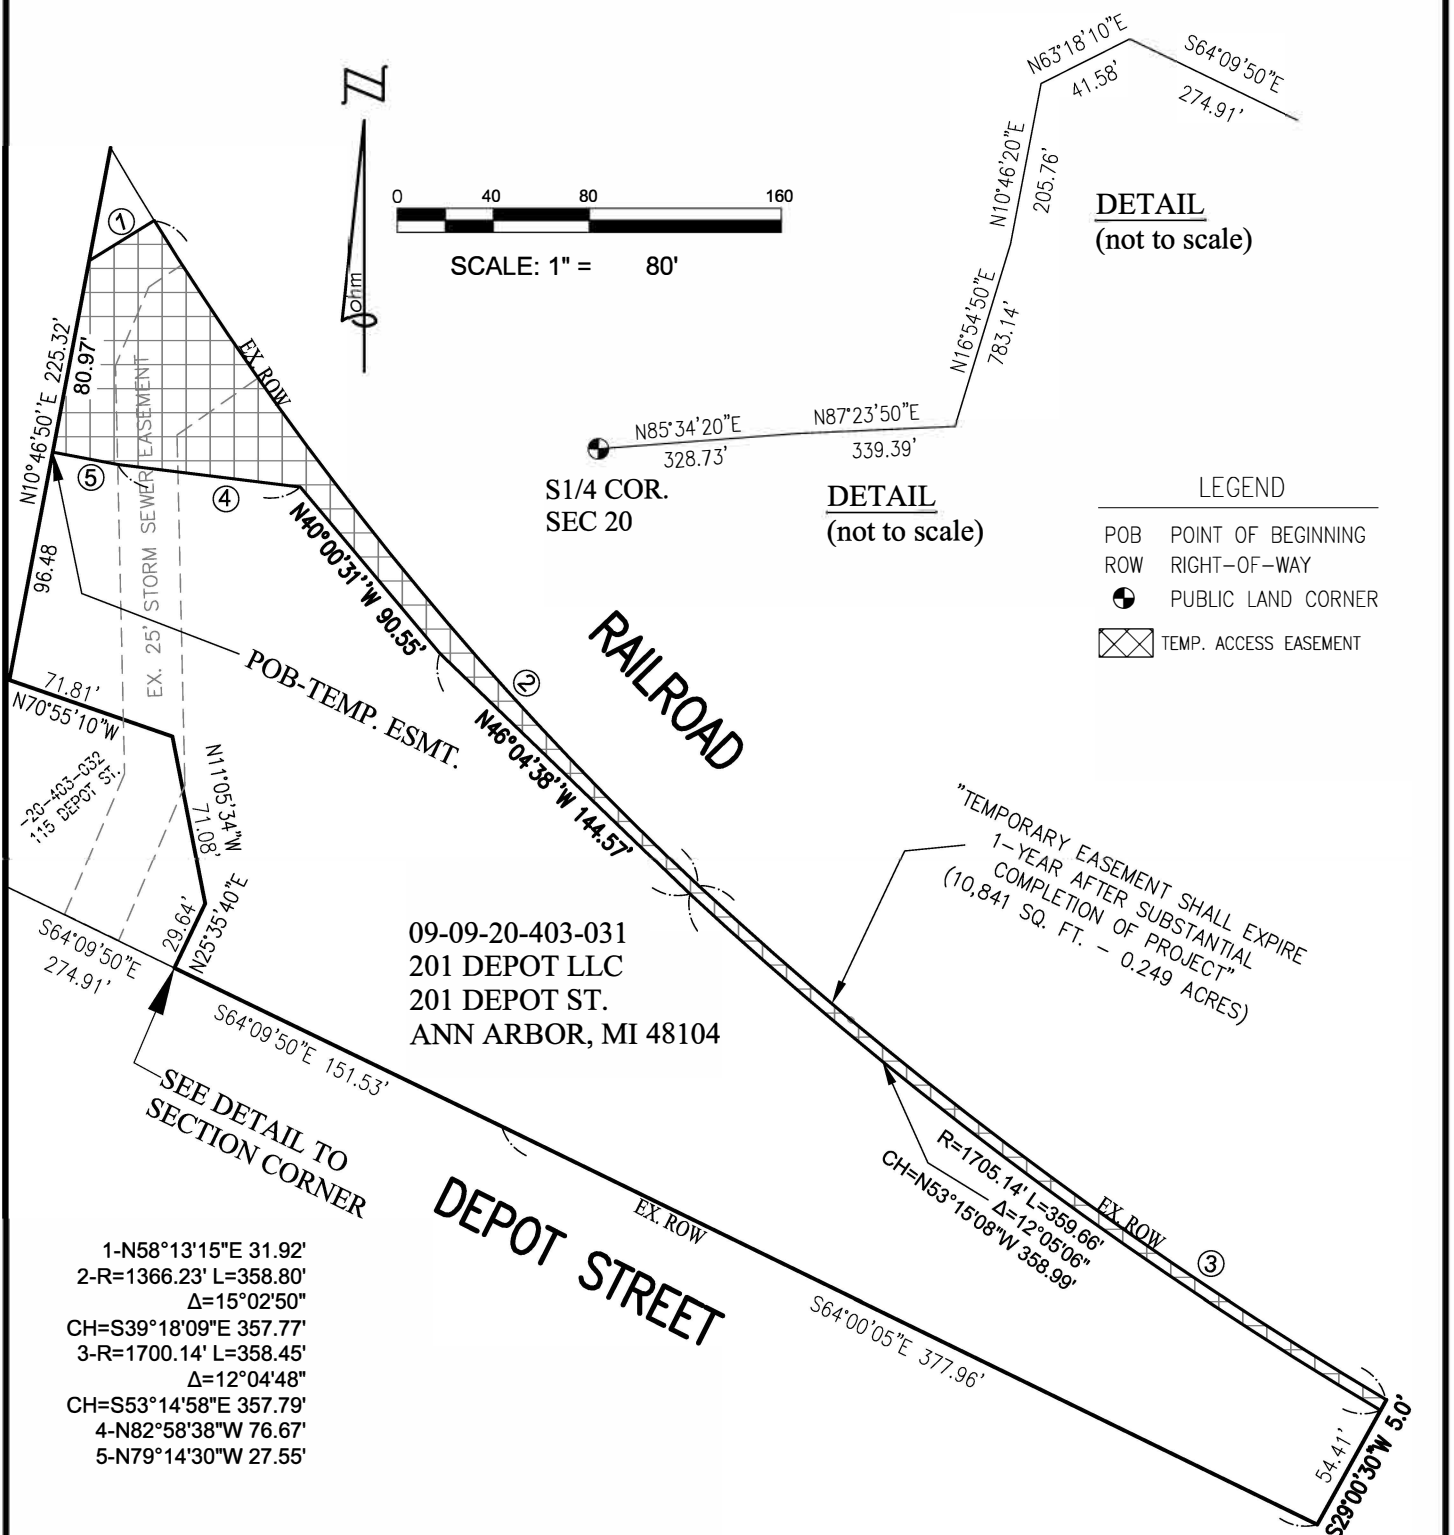 N63°18'10"E
41.58'
S64°09'50"E
274.91'
N10°46'20"E
205.76'
N16°54'50"E
783.14'
DETAIL
(not to scale)
N
Ohm
0 40 80 160
SCALE: 1" = 80'
N85°34'20"E
328.73'
N87°23'50"E
339.39'
S1/4 COR.
SEC 20
DETAIL
(not to scale)
LEGEND
POB POINT OF BEGINNING
ROW RIGHT-OF-WAY
PUBLIC LAND CORNER
TEMP. ACCESS EASEMENT
1
EX. ROW
N10°46'50''E 225.32'
80.97'
EX. 25' STORM SEWER EASEMENT
5
4
96.48
N40°00'31''W 90.55'
POB-TEMP. ESMT.
2
RAILROAD
N46°04'38''W 144.57'
71.81'
N70°55'10"W
-20-403-032
115 DEPOT ST.
N11°05'34"W
71.08'
29.64'
N25°35'40"E
S64°09'50"E
274.91'
"TEMPORARY EASEMENT SHALL EXPIRE
1-YEAR AFTER SUBSTANTIAL
COMPLETION OF PROJECT"
(10,841 SQ. FT. - 0.249 ACRES)
09-09-20-403-031
201 DEPOT LLC
201 DEPOT ST.
ANN ARBOR, MI 48104
S64°09'50"E 151.53'
SEE DETAIL TO
SECTION CORNER
DEPOT STREET
EX. ROW
S64°00'05"E 377.96'
R=1705.14' L=359.66'
Δ=12°05'06"
CH=N53°15'08"W 358.99'
EX. ROW
3
54.41'
S29°00'30"W 5.0'
1-N58°13'15"E 31.92'
2-R=1366.23' L=358.80'
Δ=15°02'50"
CH=S39°18'09"E 357.77'
3-R=1700.14' L=358.45'
Δ=12°04'48"
CH=S53°14'58"E 357.79'
4-N82°58'38"W 76.67'
5-N79°14'30"W 27.55'